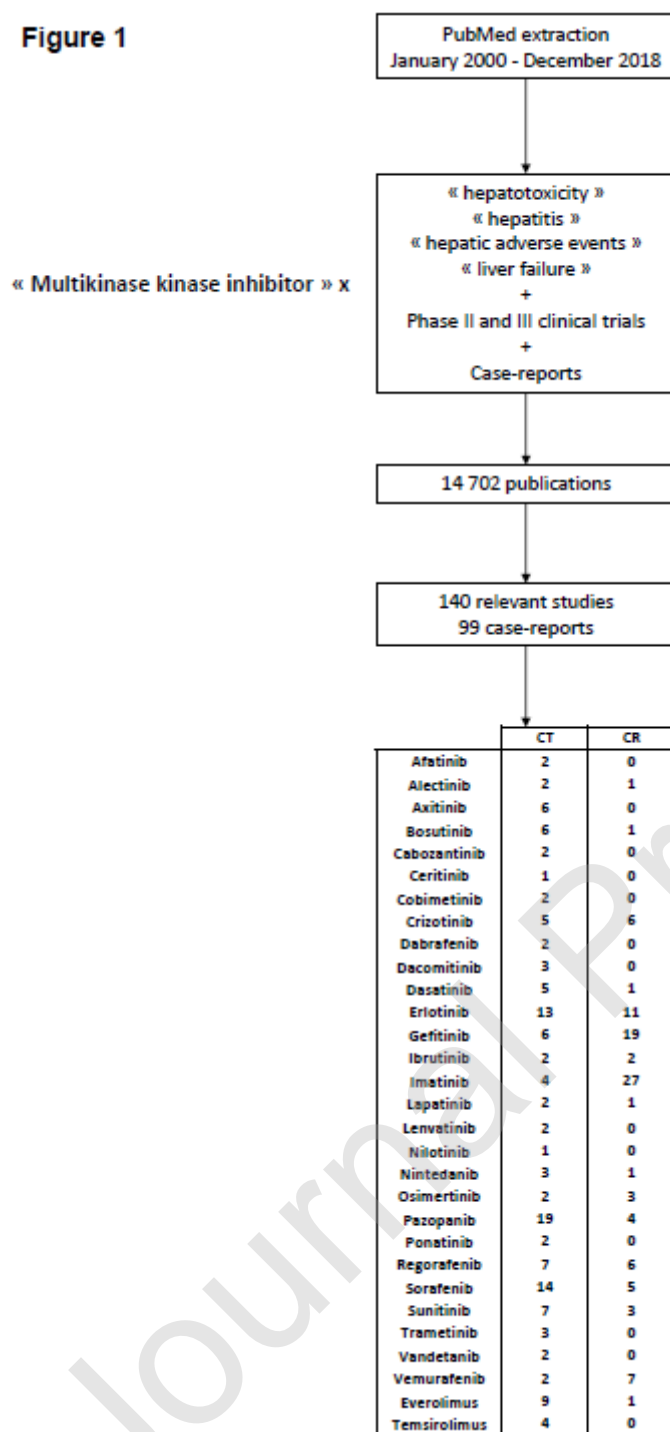 Figure 1
PubMed extraction
January 2000 - December 2018
« Multikinase kinase inhibitor » x
« hepatotoxicity »
« hepatitis »
« hepatic adverse events »
« liver failure »
+
Phase II and III clinical trials
+
Case-reports
14 702 publications
140 relevant studies
99 case-reports
CT CR
Afatinib 2 0
Alectinib 2 1
Axitinib 6 0
Bosutinib 6 1
Cabozantinib 2 0
Ceritinib 1 0
Cobimetinib 2 0
Crizotinib 5 6
Dabrafenib 2 0
Dacomitinib 3 0
Dasatinib 5 1
Erlotinib 13 11
Gefitinib 6 19
Ibrutinib 2 2
Imatinib 4 27
Lapatinib 2 1
Lenvatinib 2 0
Nilotinib 1 0
Nintedanib 3 1
Osimertinib 2 3
Pazopanib 19 4
Ponatinib 2 0
Regorafenib 7 6
Sorafenib 14 5
Sunitinib 7 3
Trametinib 3 0
Vandetanib 2 0
Vemurafenib 2 7
Everolimus 9 1
Temsirolimus 4 0
Journal Pr